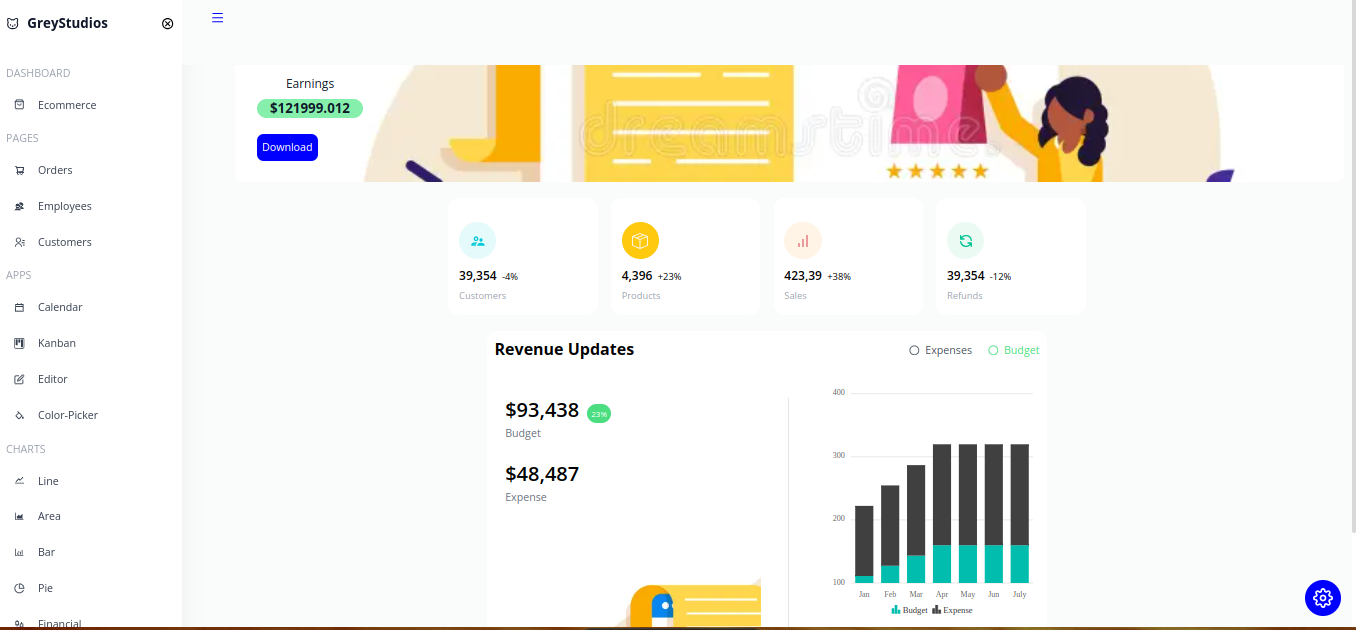 GreyStudios
DASHBOARD
Ecommerce
PAGES
Orders
Employees
Customers
APPS
Calendar
Kanban
Editor
Color-Picker
CHARTS
Line
Area
Bar
Pie
Financial
Earnings
$121999.012
Download
dreamstime
39,354 -4%
Customers
4,396 +23%
Products
423,39 +38%
Sales
39,354 -12%
Refunds
Revenue Updates
Expenses Budget
$93,438 23%
Budget
$48,487
Expense
400
300
200
100
Jan Feb Mar Apr May Jun July
Budget Expense